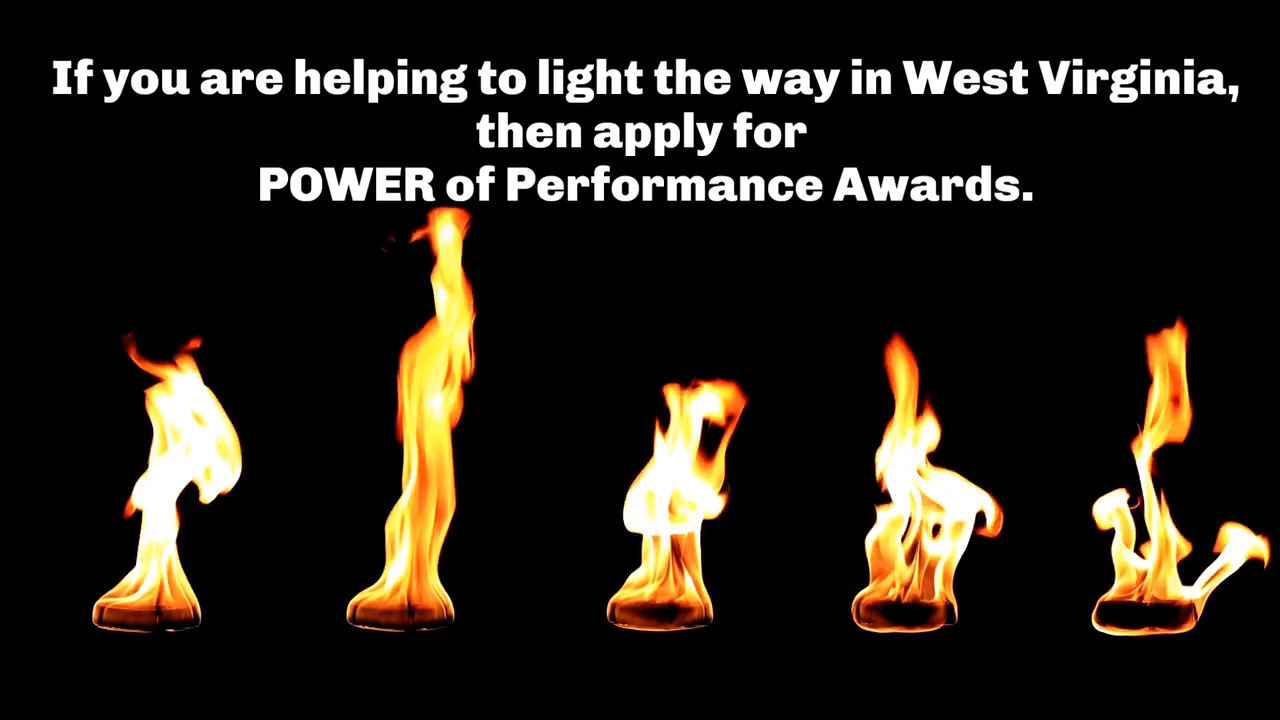 If you are helping to light the way in West Virginia,
then apply for
POWER of Performance Awards.